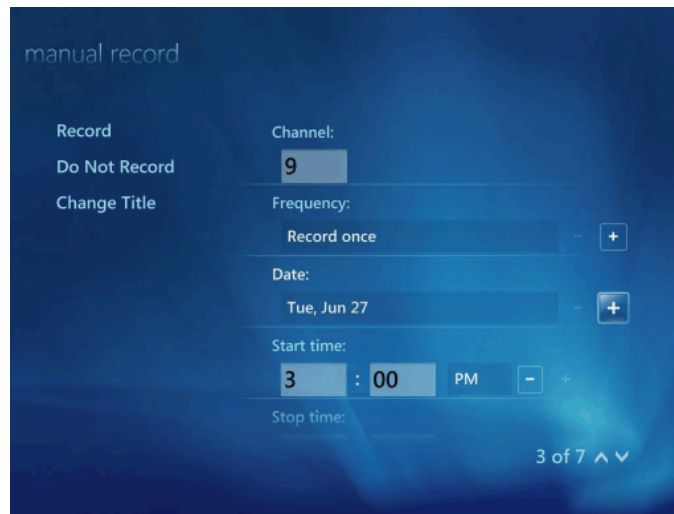 manual record
Record
Do Not Record
Change Title
Channel:
9
Frequency:
Record once - +
Date:
Tue, Jun 27 - +
Start time:
3 : 00 PM - +
Stop time:
3 of 7